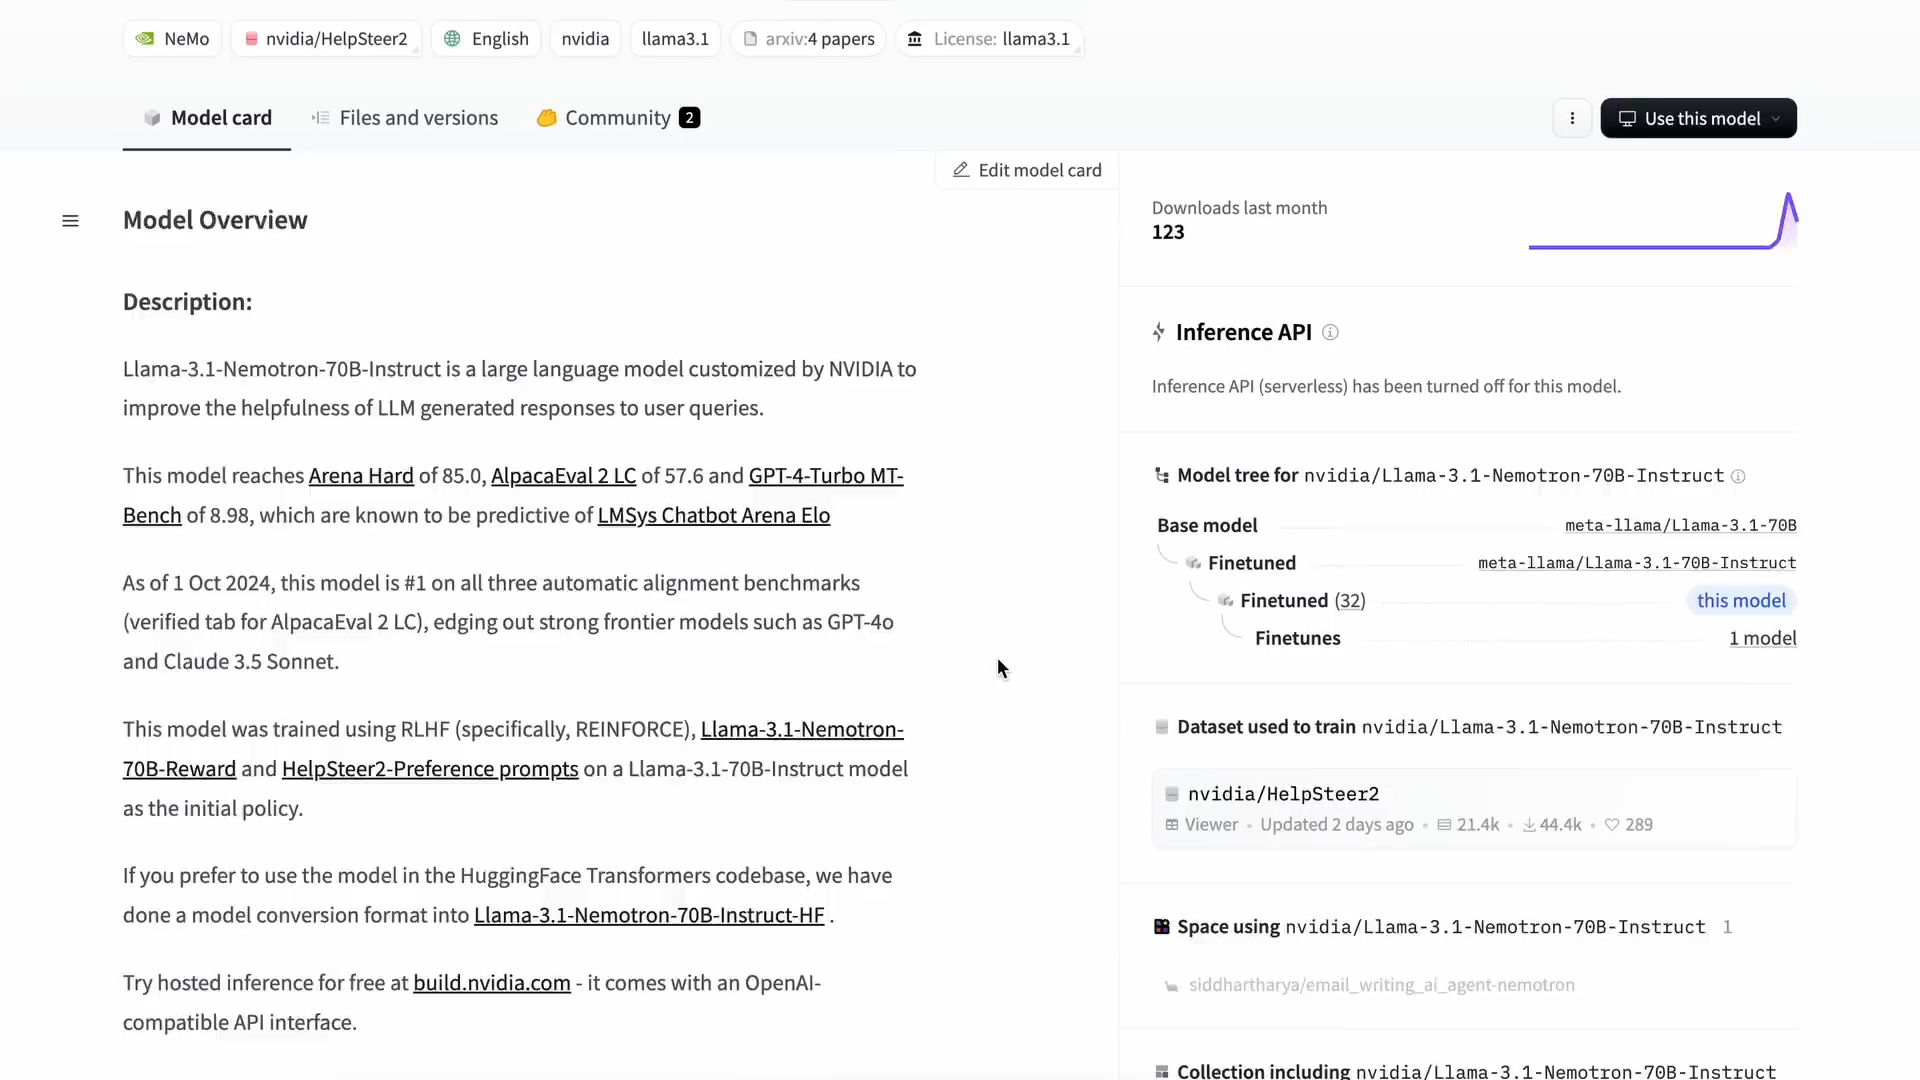 NeMo nvidia/HelpSteer2 English nvidia llama3.1 arxiv:4 papers License: llama3.1
Model card Files and versions Community 2 Use this model
Edit model card
Model Overview
Description:
Llama-3.1-Nemotron-70B-Instruct is a large language model customized by NVIDIA to
improve the helpfulness of LLM generated responses to user queries.
This model reaches Arena Hard of 85.0, AlpacaEval 2 LC of 57.6 and GPT-4-Turbo MT-
Bench of 8.98, which are known to be predictive of LMSys Chatbot Arena Elo
As of 1 Oct 2024, this model is #1 on all three automatic alignment benchmarks
(verified tab for AlpacaEval 2 LC), edging out strong frontier models such as GPT-4o
and Claude 3.5 Sonnet.
This model was trained using RLHF (specifically, REINFORCE), Llama-3.1-Nemotron-
70B-Reward and HelpSteer2-Preference prompts on a Llama-3.1-70B-Instruct model
as the initial policy.
If you prefer to use the model in the HuggingFace Transformers codebase, we have
done a model conversion format into Llama-3.1-Nemotron-70B-Instruct-HF .
Try hosted inference for free at build.nvidia.com - it comes with an OpenAI-
compatible API interface.
Downloads last month
123
Inference API
Inference API (serverless) has been turned off for this model.
Model tree for nvidia/Llama-3.1-Nemotron-70B-Instruct
Base model meta-llama/Llama-3.1-70B
Finetuned meta-llama/Llama-3.1-70B-Instruct
Finetuned (32) this model
Finetunes 1 model
Dataset used to train nvidia/Llama-3.1-Nemotron-70B-Instruct
nvidia/HelpSteer2
Viewer • Updated 2 days ago • 21.4k • 44.4k • 289
Space using nvidia/Llama-3.1-Nemotron-70B-Instruct 1
siddhartharya/email_writing_ai_agent-nemotron
Collection including nvidia/Llama-3.1-Nemotron-70B-Instruct